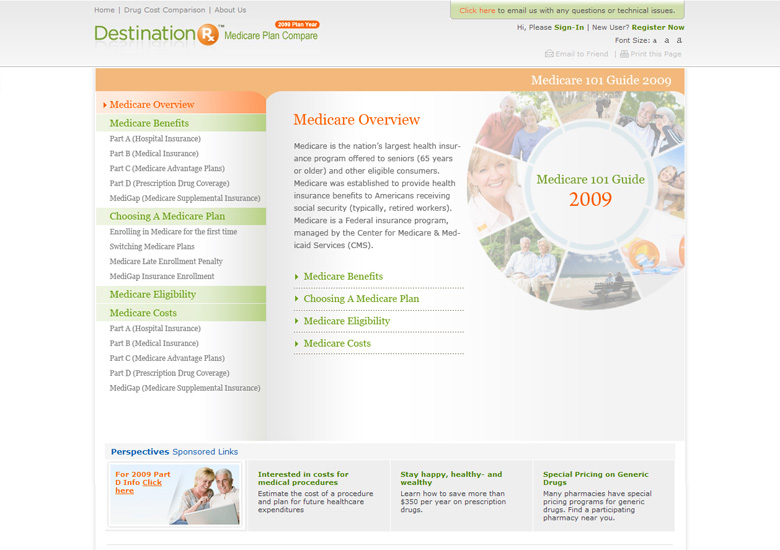 Home | Drug Cost Comparison | About Us
Click here to email us with any questions or technical issues.
Hi, Please Sign-In | New User? Register Now
Font Size: a a a
Email to Friend | Print this Page
DestinationRx™
2009 Plan Year
Medicare Plan Compare
Medicare 101 Guide 2009
Medicare Overview
Medicare Benefits
Part A (Hospital Insurance)
Part B (Medical Insurance)
Part C (Medicare Advantage Plans)
Part D (Prescription Drug Coverage)
MediGap (Medicare Supplemental Insurance)
Choosing A Medicare Plan
Enrolling in Medicare for the first time
Switching Medicare Plans
Medicare Late Enrollment Penalty
MediGap Insurance Enrollment
Medicare Eligibility
Medicare Costs
Part A (Hospital Insurance)
Part B (Medical Insurance)
Part C (Medicare Advantage Plans)
Part D (Prescription Drug Coverage)
MediGap (Medicare Supplemental Insurance)
Medicare Overview
Medicare is the nation's largest health insur-
ance program offered to seniors (65 years
or older) and other eligible consumers.
Medicare was established to provide health
insurance benefits to Americans receiving
social security (typically, retired workers).
Medicare is a Federal insurance program,
managed by the Center for Medicare & Med-
icaid Services (CMS).
Medicare Benefits
Choosing A Medicare Plan
Medicare Eligibility
Medicare Costs
Medicare 101 Guide
2009
Perspectives Sponsored Links
For 2009 Part
D Info Click
here
Interested in costs for
medical procedures
Estimate the cost of a procedure
and plan for future healthcare
expenditures
Stay happy, healthy- and
wealthy
Learn how to save more than
$350 per year on prescription
drugs.
Special Pricing on Generic
Drugs
Many pharmacies have special
pricing programs for generic
drugs. Find a participating
pharmacy near you.